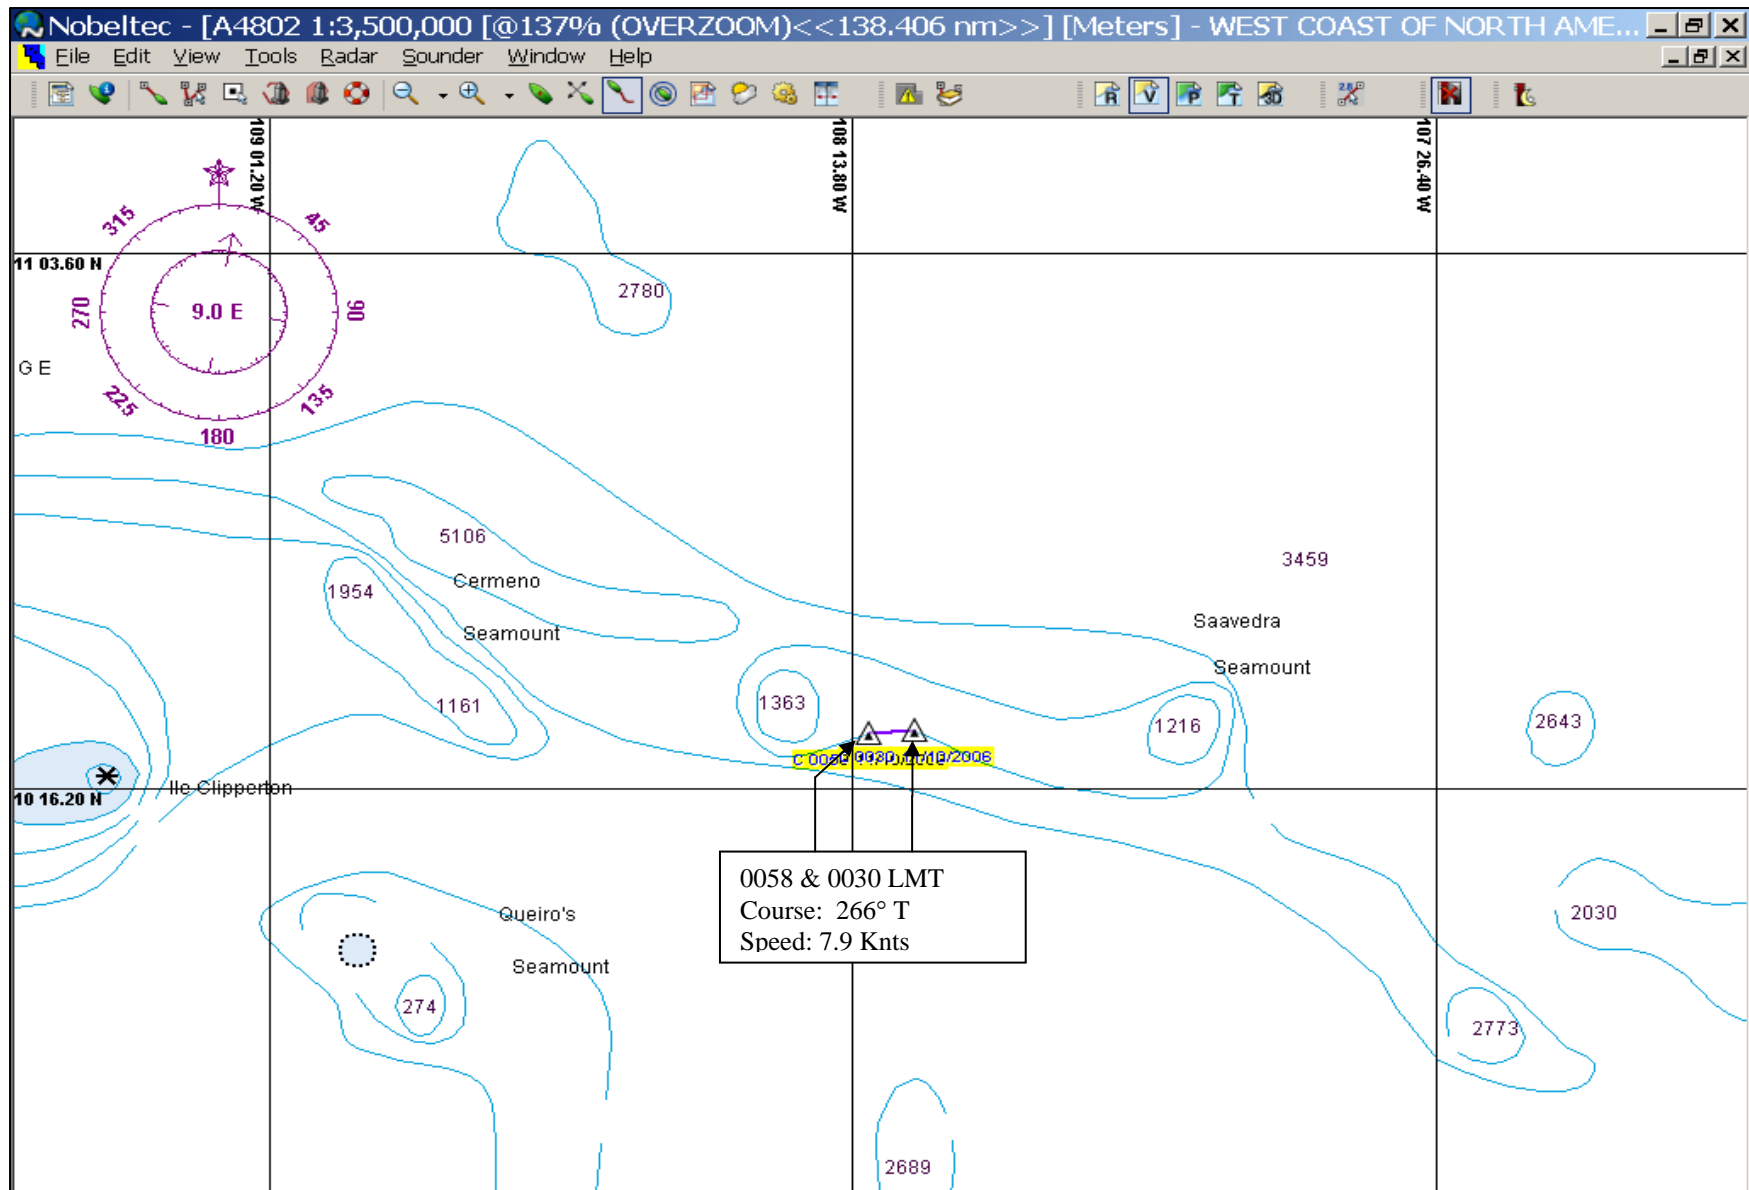 Nobeltec - [A4802 1:3,500,000 [@137% (OVERZOOM)<<138.406 nm>>] [Meters] - WEST COAST OF NORTH AME...
File Edit View Tools Radar Sounder Window Help
R V P T 3D
109 01.20 W
108 13.80 W
107 26.40 W
315
45
11 03.60 N
2780
270
9.0 E
90
G E
225
135
180
5106
3459
Cermeno
1954
Saavedra
Seamount
Seamount
1363
1161
2643
1216
10/2006
Ile Clipperton
10 16.20 N
0058 & 0030 LMT
Course: 266° T
Speed: 7.9 Knts
Queiro's
2030
Seamount
274
2773
2689